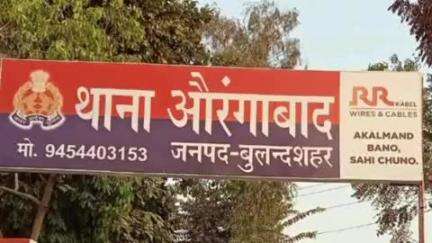 थाना औरंगाबाद
मो. 9454403153 जनपद-बुलन्दशहर
RR KABEL
WIRES & CABLES
AKALMAND
BANO,
SAHI CHUNO.